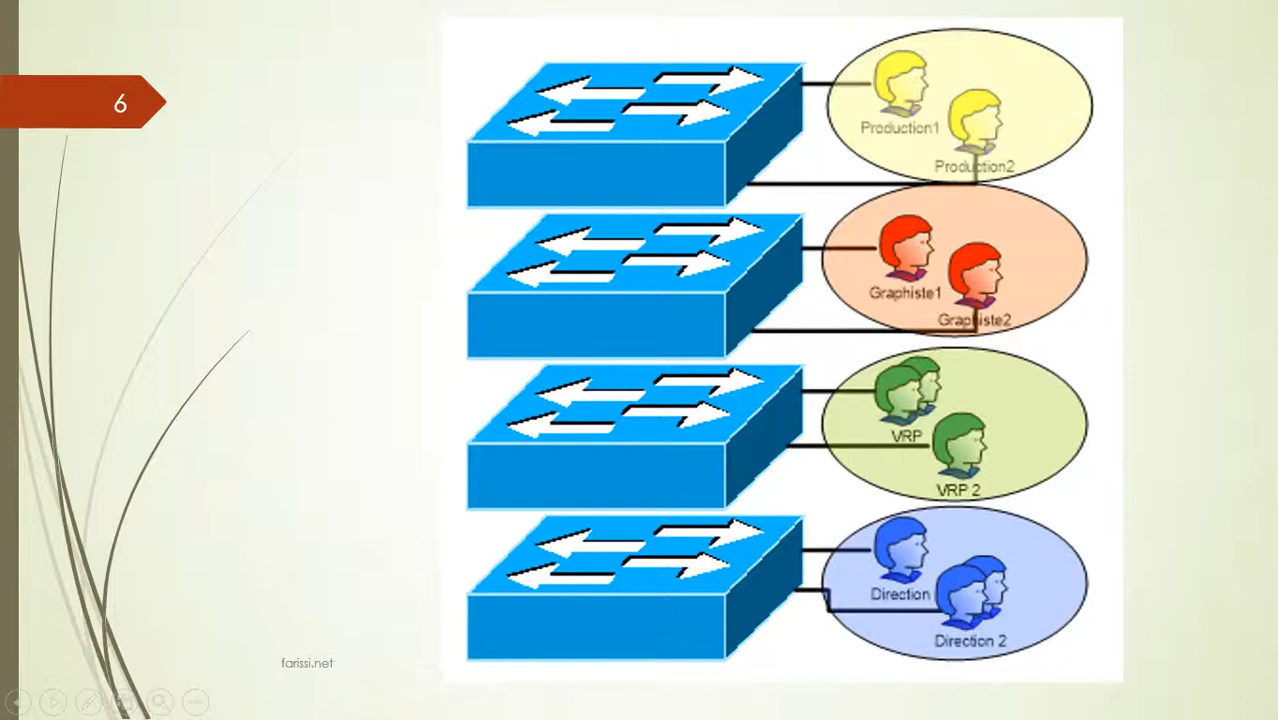 6
Production1
Production2
Graphiste1
Graphiste2
VRP
VRP 2
Direction
Direction 2
farissi.net